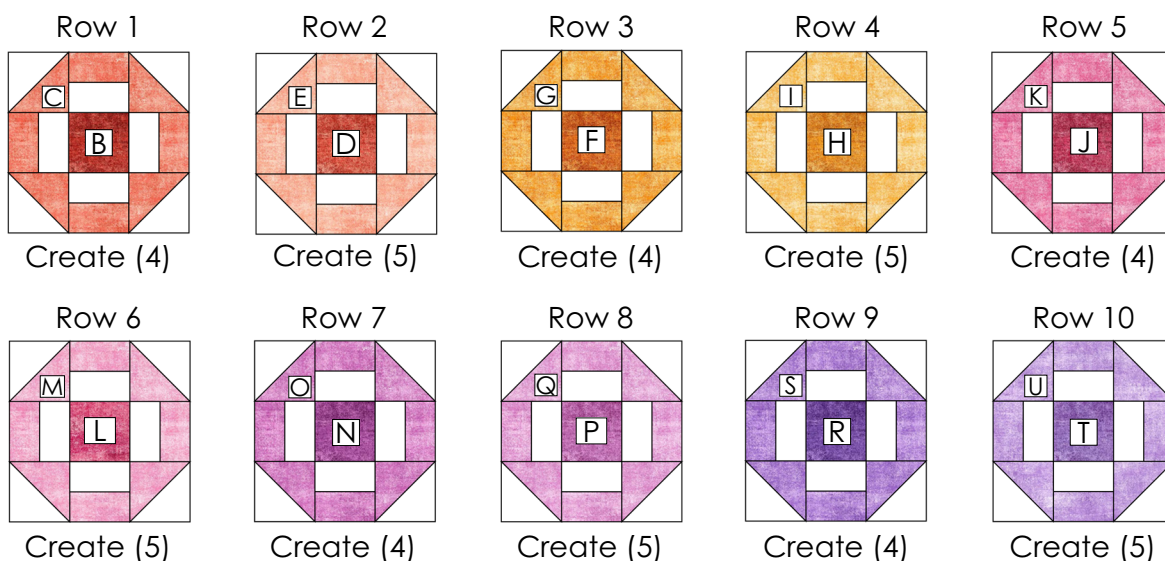 Row 1 Row 2 Row 3 Row 4 Row 5
C E G I K
B D F H J
Create (4) Create (5) Create (4) Create (5) Create (4)
Row 6 Row 7 Row 8 Row 9 Row 10
M O Q S U
L N P R T
Create (5) Create (4) Create (5) Create (4) Create (5)